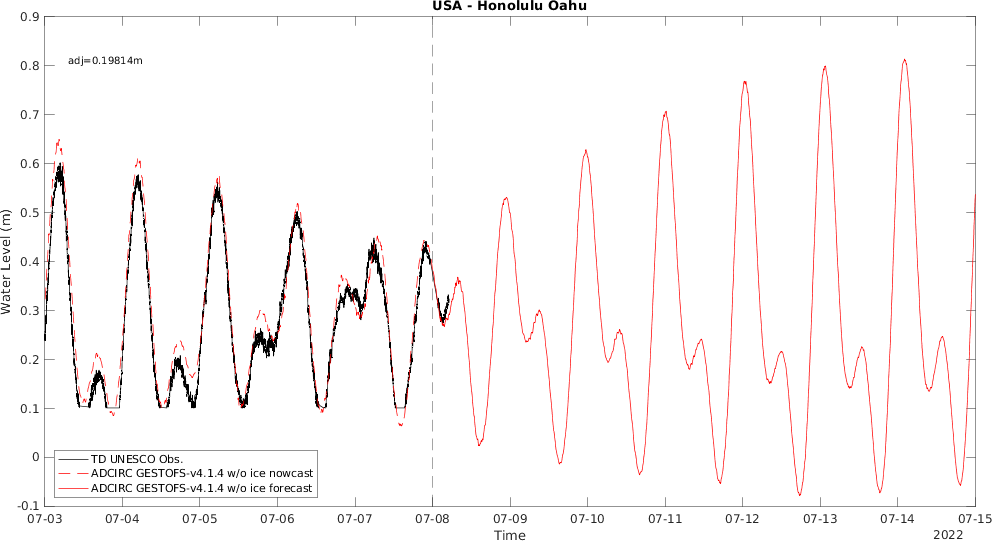 USA - Honolulu Oahu
adj=0.19814m
Water Level (m)
0.9
0.8
0.7
0.6
0.5
0.4
0.3
0.2
0.1
0
-0.1
TD UNESCO Obs.
ADCIRC GESTOFS-v4.1.4 w/o ice nowcast
ADCIRC GESTOFS-v4.1.4 w/o ice forecast
07-03 07-04 07-05 07-06 07-07 07-08 07-09 07-10 07-11 07-12 07-13 07-14 07-15
Time
2022